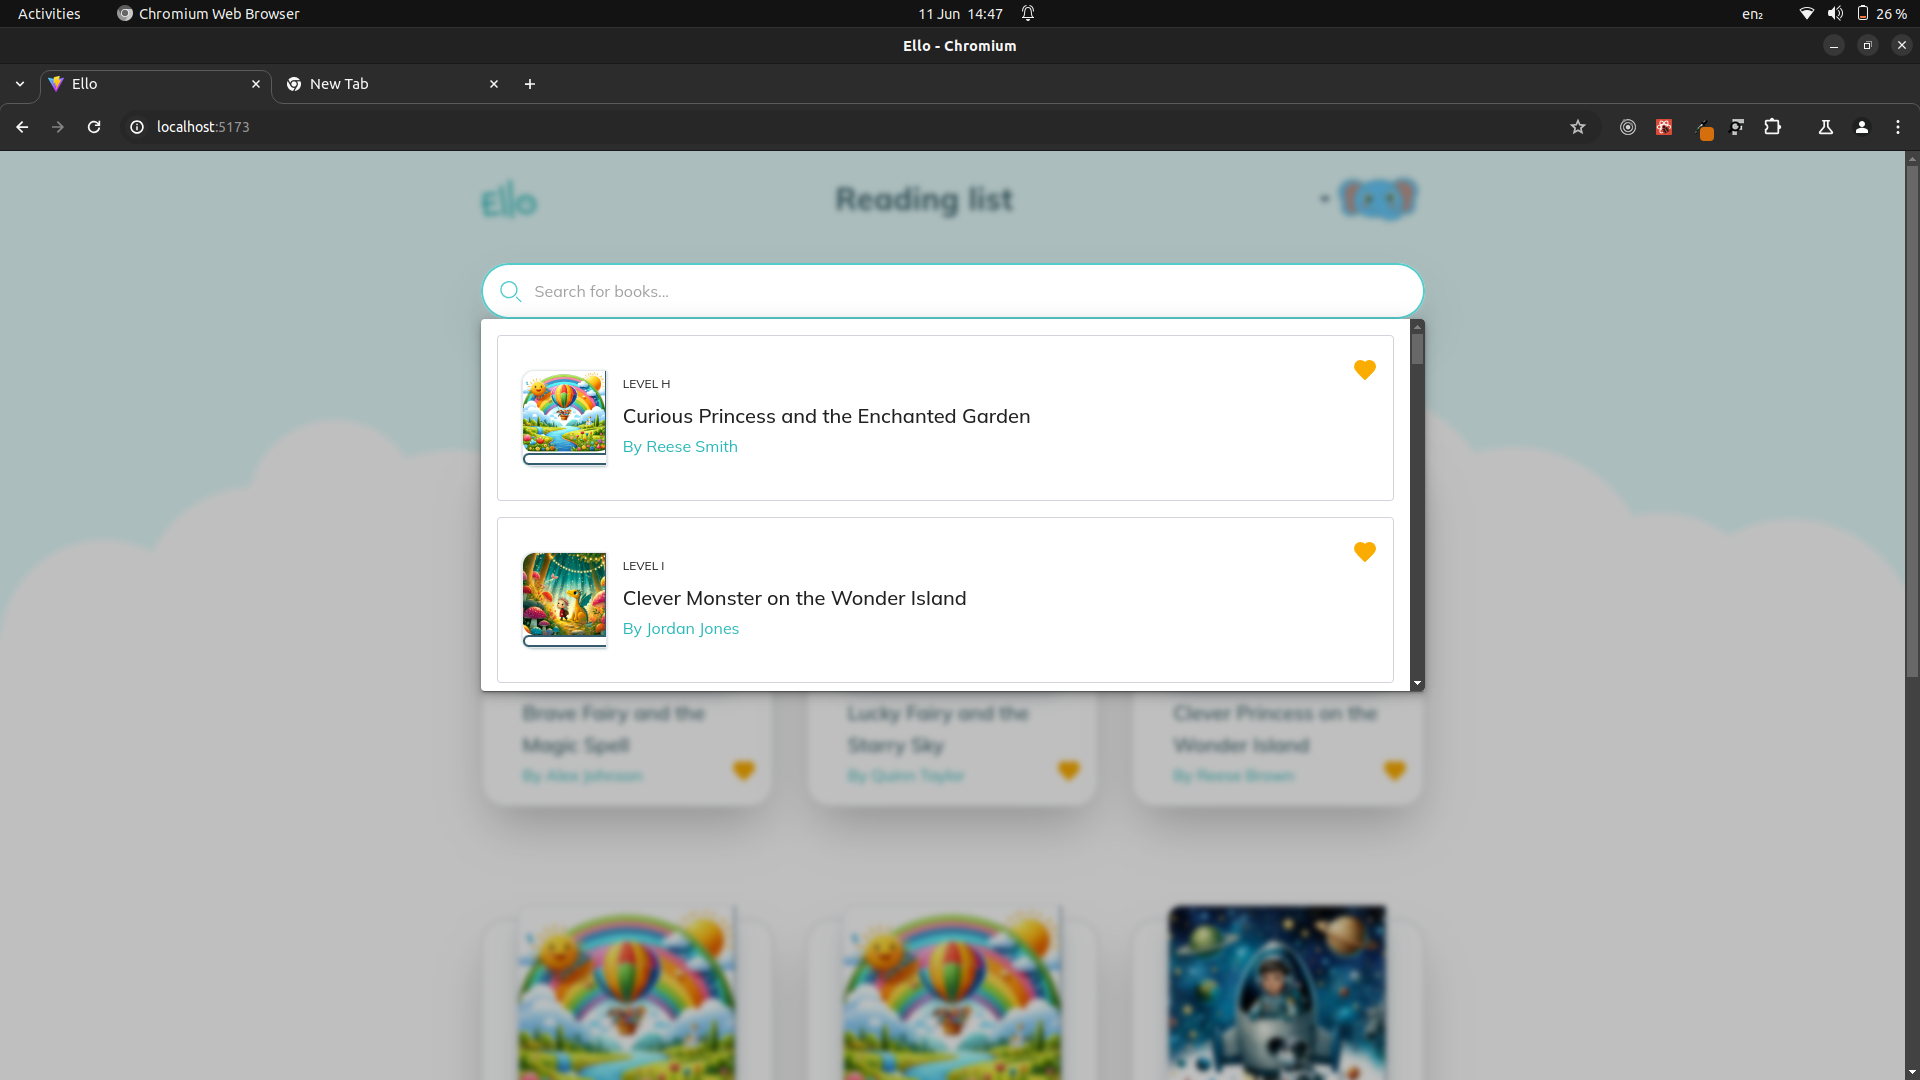 Activities
Chromium Web Browser
11 Jun 14:47
en₂
26 %
Ello - Chromium
Ello
New Tab
localhost:5173
Ello
Reading list
Search for books...
LEVEL H
Curious Princess and the Enchanted Garden
By Reese Smith
LEVEL I
Clever Monster on the Wonder Island
By Jordan Jones
Brave Fairy and the
Magic Spell
By Alex Johnson
Lucky Fairy and the
Starry Sky
By Quinn Taylor
Clever Princess on the
Wonder Island
By Reese Brown